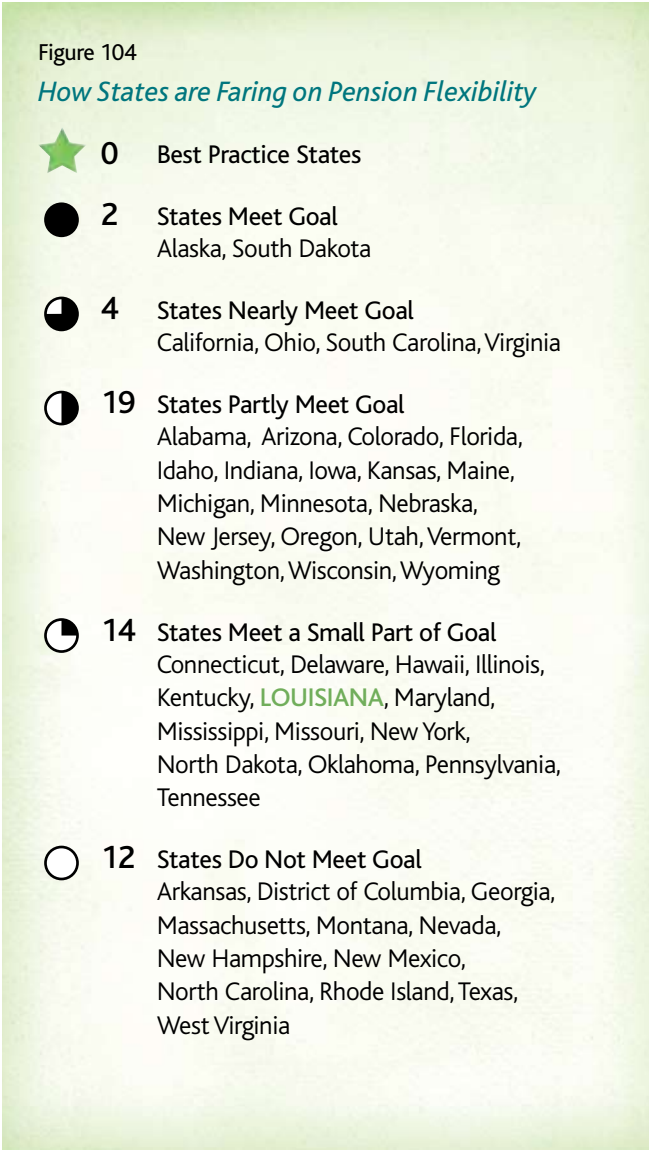 Figure 104
How States are Faring on Pension Flexibility
0 Best Practice States
2 States Meet Goal
Alaska, South Dakota
4 States Nearly Meet Goal
California, Ohio, South Carolina, Virginia
19 States Partly Meet Goal
Alabama, Arizona, Colorado, Florida,
Idaho, Indiana, Iowa, Kansas, Maine,
Michigan, Minnesota, Nebraska,
New Jersey, Oregon, Utah, Vermont,
Washington, Wisconsin, Wyoming
14 States Meet a Small Part of Goal
Connecticut, Delaware, Hawaii, Illinois,
Kentucky, LOUISIANA, Maryland,
Mississippi, Missouri, New York,
North Dakota, Oklahoma, Pennsylvania,
Tennessee
12 States Do Not Meet Goal
Arkansas, District of Columbia, Georgia,
Massachusetts, Montana, Nevada,
New Hampshire, New Mexico,
North Carolina, Rhode Island, Texas,
West Virginia